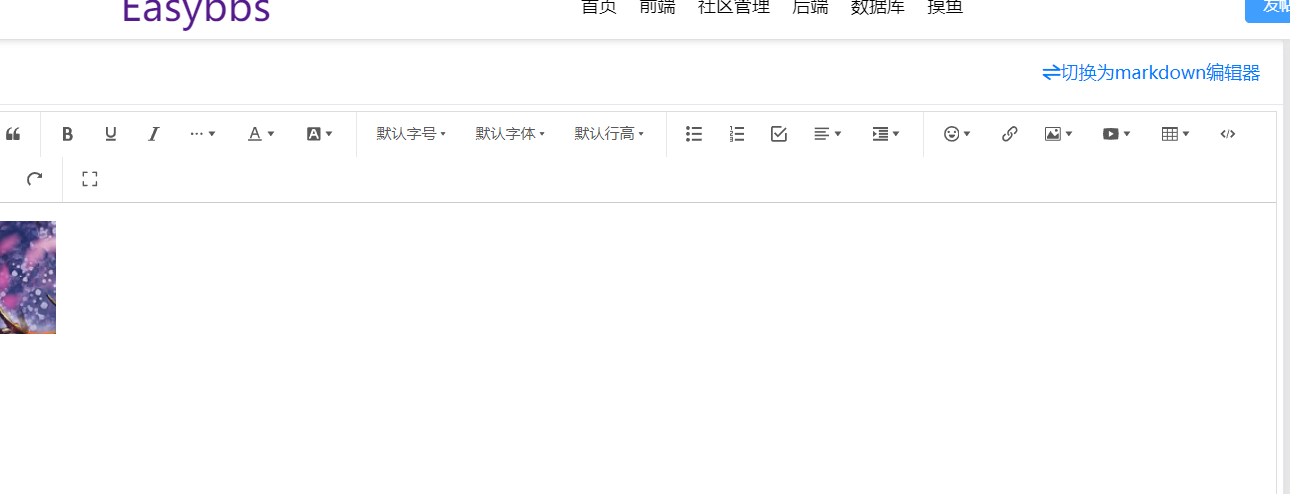 Easybbs
首页 前端 社区管理 后端 数据库 摸鱼
发帖
⇌切换为markdown编辑器
B U I ... A A 默认字号 默认字体 默认行高